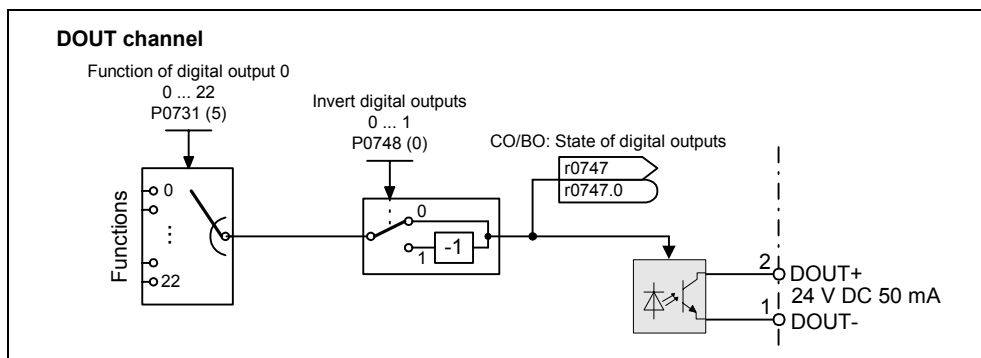 DOUT channel
Function of digital output 0
0 ... 22
P0731 (5)
Invert digital outputs
0 ... 1
P0748 (0)
CO/BO: State of digital outputs
r0747
r0747.0
Functions
0
...
22
0
1
-1
2
DOUT+
24 V DC 50 mA
1
DOUT-